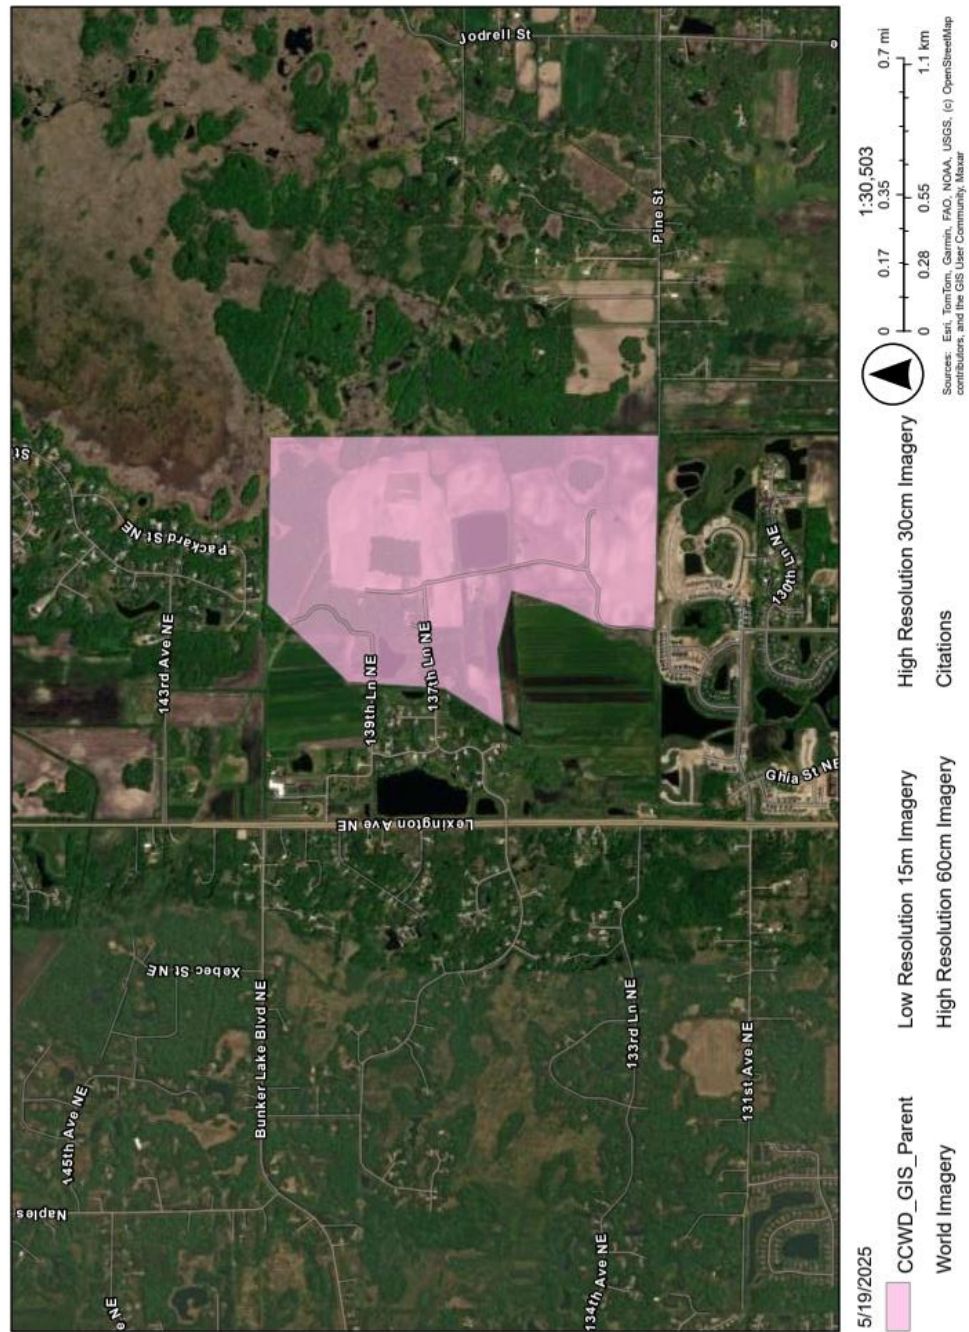 Jodrell St
Pine St
St
Packard St NE
143rd Ave NE
139th Ln NE
137th Ln NE
130th Ln NE
Ghia St NE
Lexington Ave NE
Xebec St NE
Bunker Lake Blvd NE
133rd Ln NE
131st Ave NE
145th Ave NE
Naples
e NE
134th Ave NE
5/19/2025
CCWD_GIS_Parent
World Imagery
Low Resolution 15m Imagery
High Resolution 60cm Imagery
High Resolution 30cm Imagery
Citations
1:30,503
0 0.17 0.35 0.7 mi
0 0.28 0.55 1.1 km
Sources: Esri, TomTom, Garmin, FAO, NOAA, USGS, (c) OpenStreetMap
contributors, and the GIS User Community, Maxar